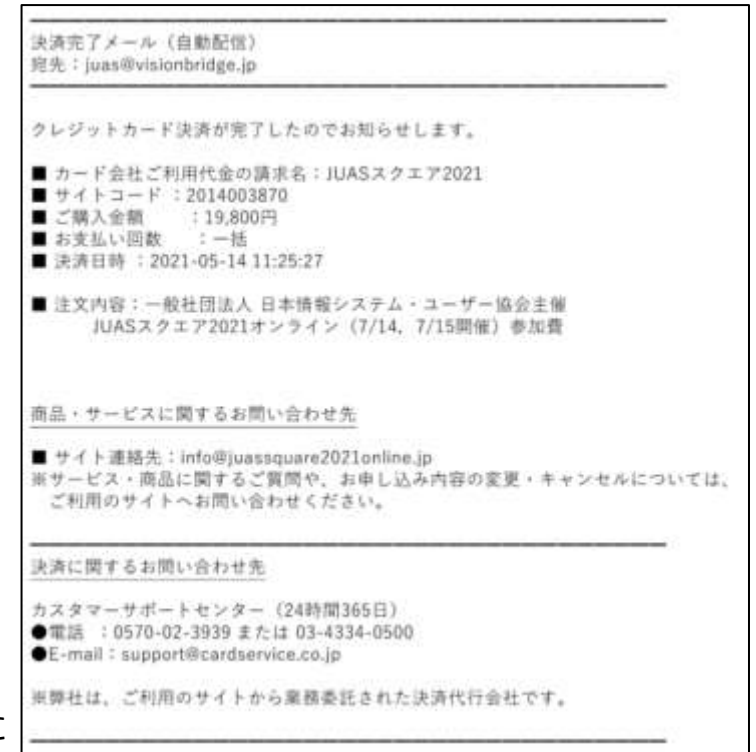 決済完了メール（自動配信）
宛先：juas@visionbridge.jp
クレジットカード決済が完了したのでお知らせします。
■ カード会社ご利用代金の請求名：JUASスクエア2021
■ サイトコード ：2014003870
■ ご購入金額 ：19,800円
■ お支払い回数 ：一括
■ 決済日時 ：2021-05-14 11:25:27
■ 注文内容：一般社団法人 日本情報システム・ユーザー協会主催
JUASスクエア2021オンライン（7/14，7/15開催）参加費
商品・サービスに関するお問い合わせ先
■ サイト連絡先：info@juassquare2021online.jp
※サービス・商品に関するご質問や、お申し込み内容の変更・キャンセルについては、
ご利用のサイトへお問い合わせください。
決済に関するお問い合わせ先
カスタマーサポートセンター（24時間365日）
●電話 ：0570-02-3939 または 03-4334-0500
●E-mail：support@cardservice.co.jp
※弊社は、ご利用のサイトから業務委託された決済代行会社です。